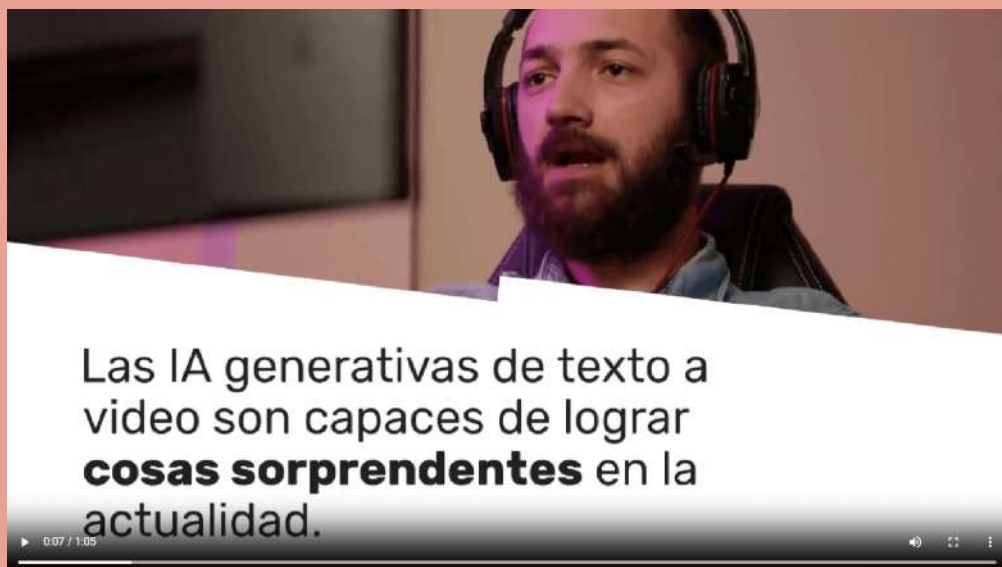 Las IA generativas de texto a
video son capaces de lograr
cosas sorprendentes en la
actualidad.
0:07 / 1:05